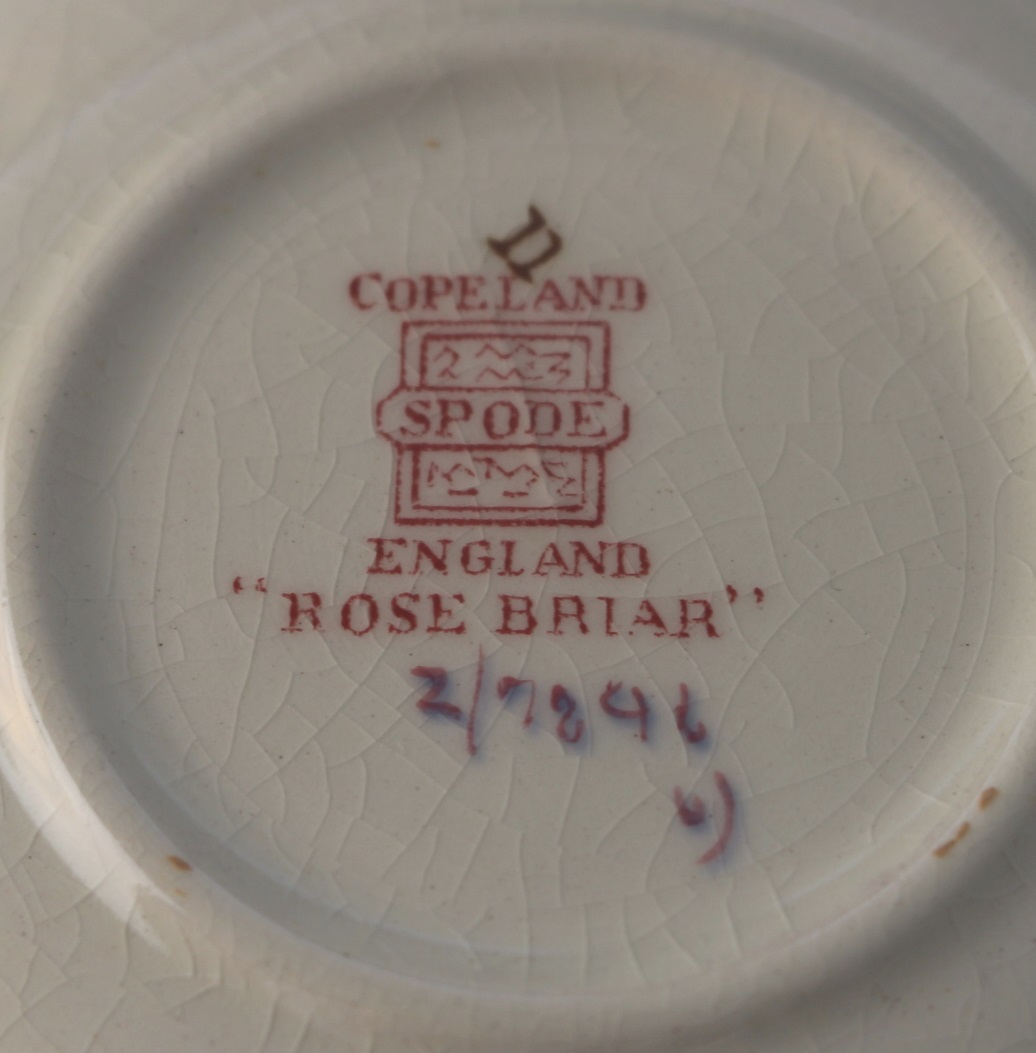 D
COPELAND
SPODE
ENGLAND
"ROSE BRIAR"
2/7846